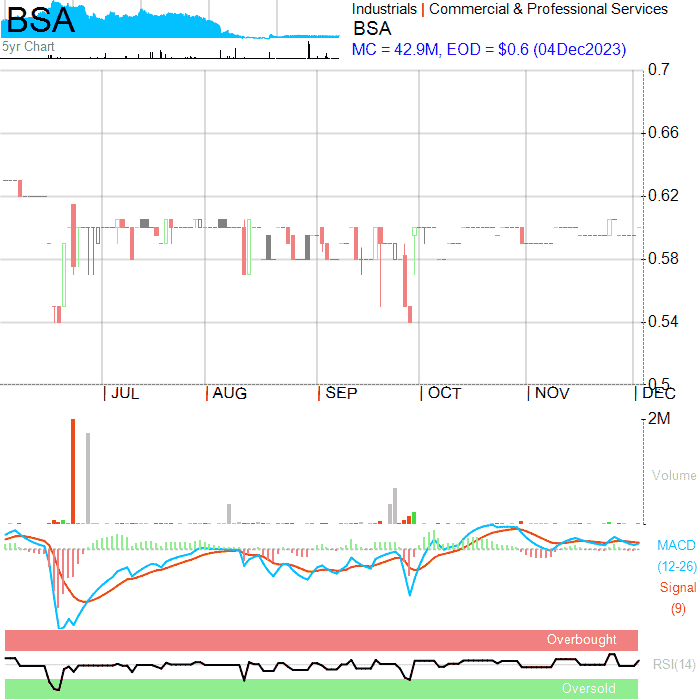 BSA
5yr Chart
Industrials | Commercial & Professional Services
BSA
MC = 42.9M, EOD = $0.6 (04Dec2023)
0.7
0.66
0.62
0.58
0.54
0.5
JUL
AUG
SEP
OCT
NOV
DEC
2M
Volume
MACD
(12-26)
Signal
(9)
Overbought
RSI(14)
Oversold